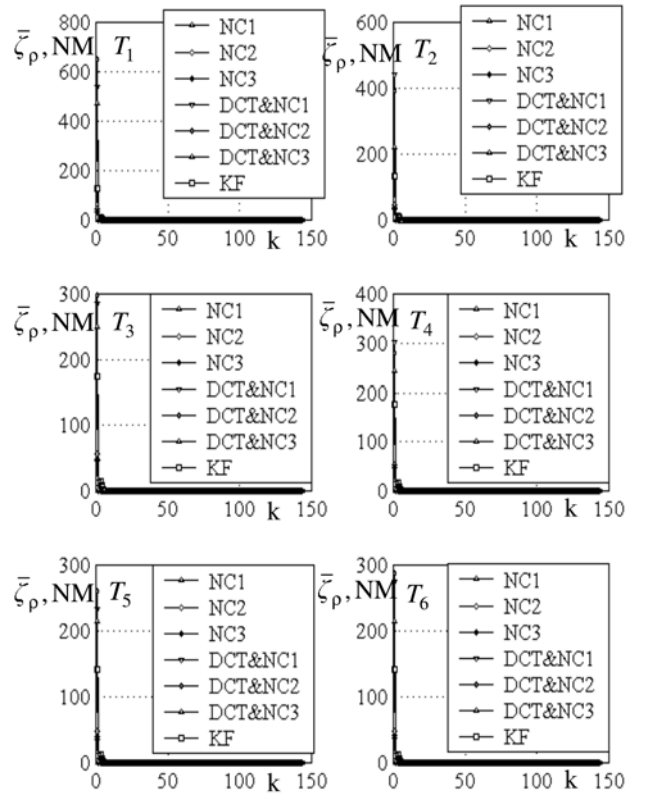 ζ̄ρ, NM T1
800
600
400
200
0
0 50 100 150
k
NC1
NC2
NC3
DCT&NC1
DCT&NC2
DCT&NC3
KF
ζ̄ρ, NM T2
600
400
200
0
0 50 100 150
k
NC1
NC2
NC3
DCT&NC1
DCT&NC2
DCT&NC3
KF
ζ̄ρ, NM T3
300
200
100
0
0 50 100 150
k
NC1
NC2
NC3
DCT&NC1
DCT&NC2
DCT&NC3
KF
ζ̄ρ, NM T4
400
300
200
100
0
0 50 100 150
k
NC1
NC2
NC3
DCT&NC1
DCT&NC2
DCT&NC3
KF
ζ̄ρ, NM T5
300
200
100
0
0 50 100 150
k
NC1
NC2
NC3
DCT&NC1
DCT&NC2
DCT&NC3
KF
ζ̄ρ, NM T6
300
200
100
0
0 50 100 150
k
NC1
NC2
NC3
DCT&NC1
DCT&NC2
DCT&NC3
KF